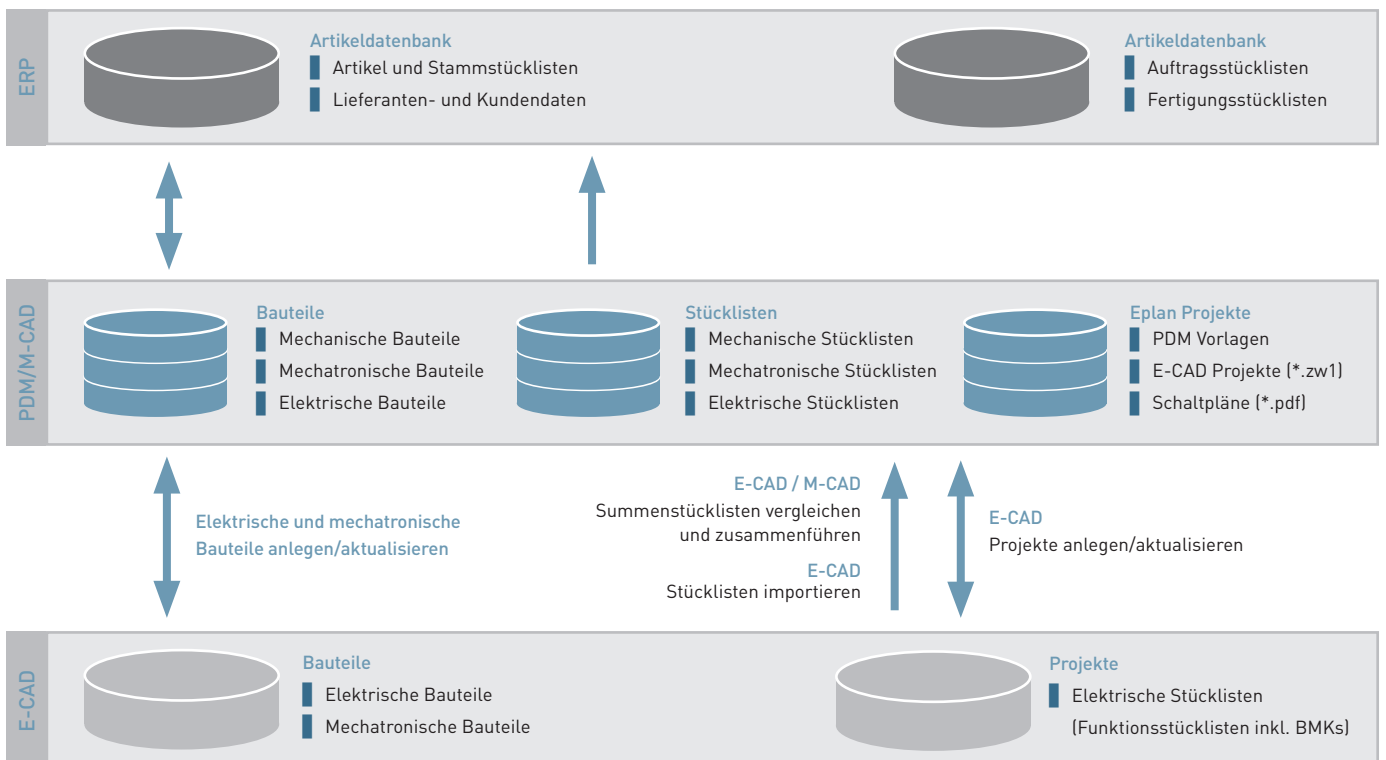 ERP
Artikeldatenbank
Artikel und Stammstücklisten
Lieferanten- und Kundendaten
Artikeldatenbank
Auftragsstücklisten
Fertigungsstücklisten
PDM/M-CAD
Bauteile
Mechanische Bauteile
Mechatronische Bauteile
Elektrische Bauteile
Stücklisten
Mechanische Stücklisten
Mechatronische Stücklisten
Elektrische Stücklisten
Eplan Projekte
PDM Vorlagen
E-CAD Projekte (*.zw1)
Schaltpläne (*.pdf)
Elektrische und mechatronische
Bauteile anlegen/aktualisieren
E-CAD / M-CAD
Summenstücklisten vergleichen
und zusammenführen
E-CAD
Stücklisten importieren
E-CAD
Projekte anlegen/aktualisieren
E-CAD
Bauteile
Elektrische Bauteile
Mechatronische Bauteile
Projekte
Elektrische Stücklisten
(Funktionsstücklisten inkl. BMKs)